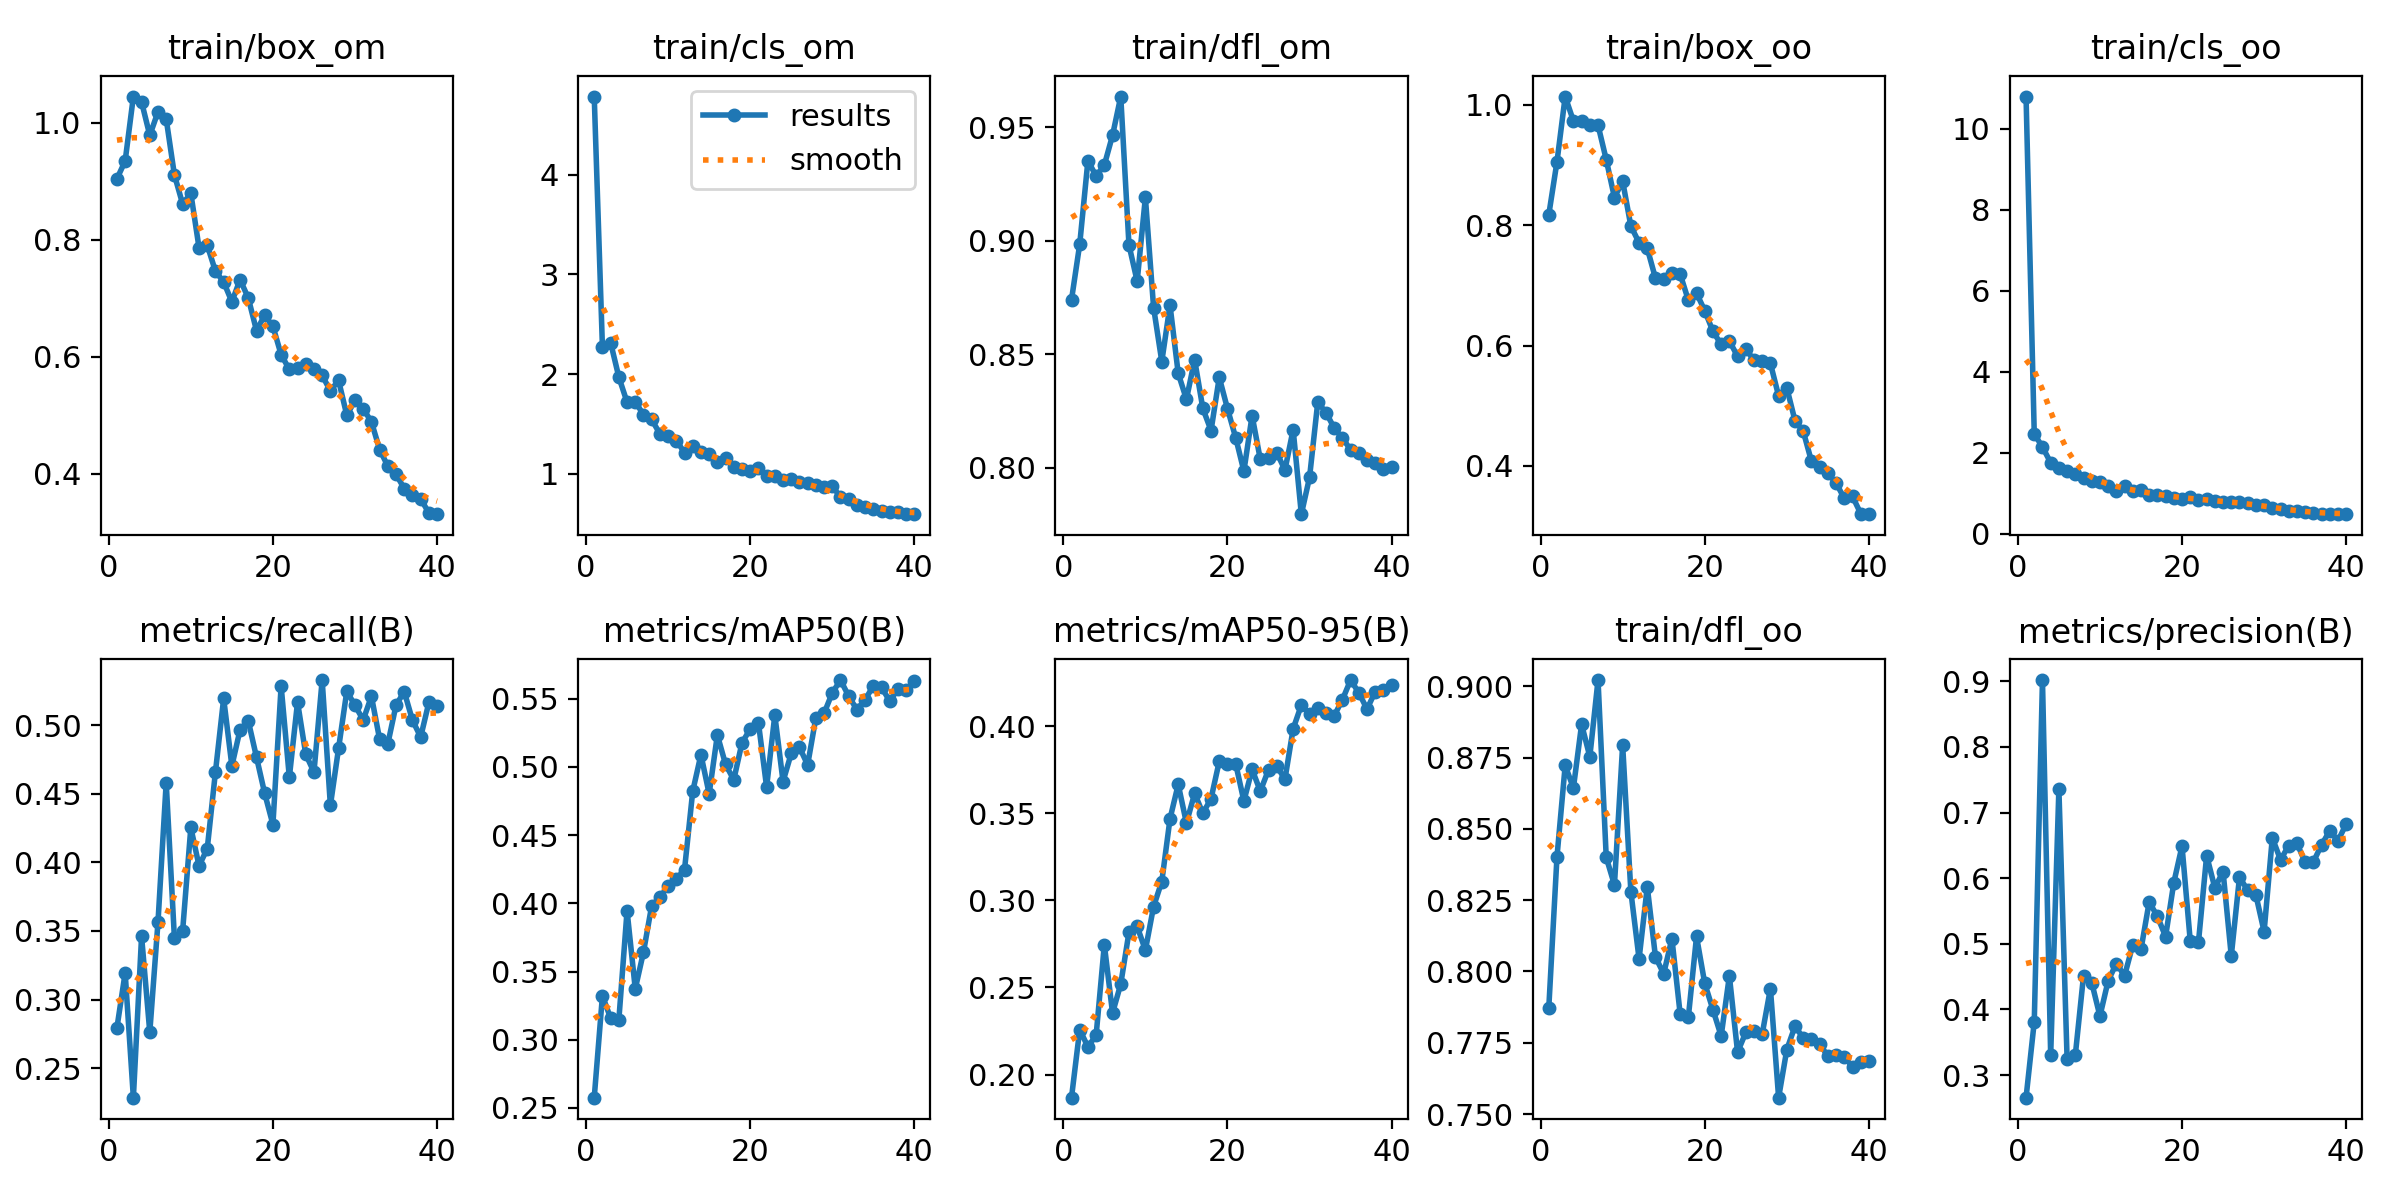 train/box_om
1.0
0.8
0.6
0.4
0 20 40
train/cls_om
results
smooth
4
3
2
1
0 20 40
train/dfl_om
0.95
0.90
0.85
0.80
0 20 40
train/box_oo
1.0
0.8
0.6
0.4
0 20 40
train/cls_oo
10
8
6
4
2
0
0 20 40
metrics/recall(B)
0.50
0.45
0.40
0.35
0.30
0.25
0 20 40
metrics/mAP50(B)
0.55
0.50
0.45
0.40
0.35
0.30
0.25
0 20 40
metrics/mAP50-95(B)
0.40
0.35
0.30
0.25
0.20
0 20 40
train/dfl_oo
0.900
0.875
0.850
0.825
0.800
0.775
0.750
0 20 40
metrics/precision(B)
0.9
0.8
0.7
0.6
0.5
0.4
0.3
0 20 40